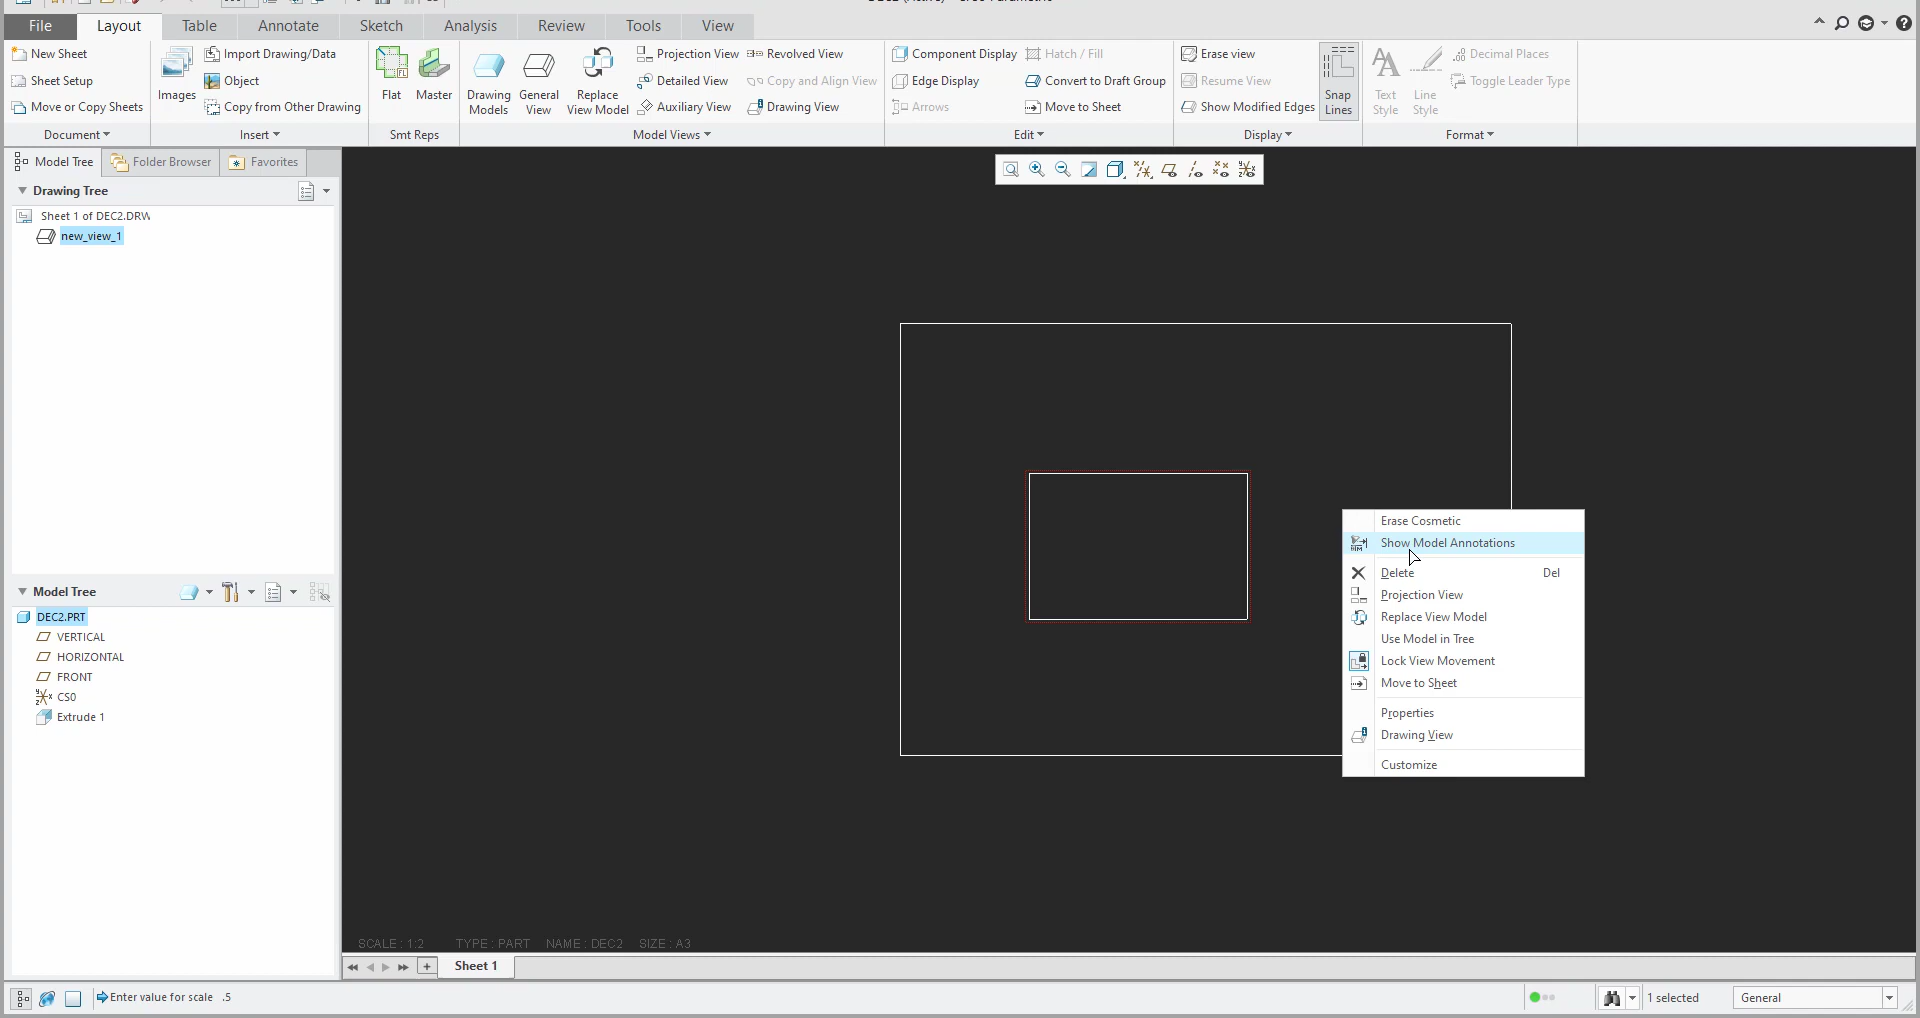 File
Layout
Table
Annotate
Sketch
Analysis
Review
Tools
View
New Sheet
Sheet Setup
Move or Copy Sheets
Document
Images
Import Drawing/Data
Object
Copy from Other Drawing
Insert
Flat
Master
Smt Reps
Drawing Models
General View
Replace View Model
Projection View
Detailed View
Auxiliary View
Revolved View
Copy and Align View
Drawing View
Model Views
Component Display
Edge Display
Arrows
Hatch / Fill
Convert to Draft Group
Move to Sheet
Edit
Erase view
Resume View
Show Modified Edges
Snap Lines
Display
Text Style
Line Style
Decimal Places
Toggle Leader Type
Format
Model Tree
Folder Browser
Favorites
Drawing Tree
Sheet 1 of DEC2.DRW
new_view_1
Model Tree
DEC2.PRT
VERTICAL
HORIZONTAL
FRONT
CS0
Extrude 1
Erase Cosmetic
Show Model Annotations
Delete Del
Projection View
Replace View Model
Use Model in Tree
Lock View Movement
Move to Sheet
Properties
Drawing View
Customize
SCALE : 1:2 TYPE : PART NAME : DEC2 SIZE : A3
Sheet 1
Enter value for scale .5
1 selected
General